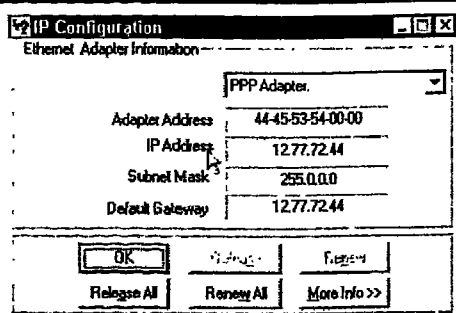 IP Configuration
Ethernet Adapter Information
PPP Adapter.
Adapter Address 44-45-53-54-00-00
IP Address 12.77.72.44
Subnet Mask 255.0.0.0
Default Gateway 12.77.72.44
OK Release Renew
Release All Renew All More Info >>